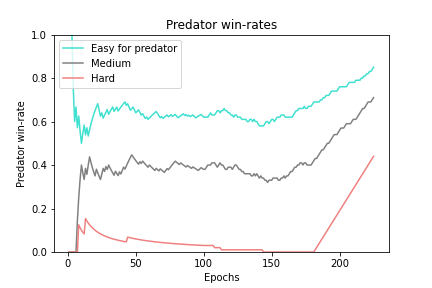 Predator win-rates
1.0
0.8
0.6
0.4
0.2
0.0
Predator win-rate
Easy for predator
Medium
Hard
0
50
100
150
200
Epochs